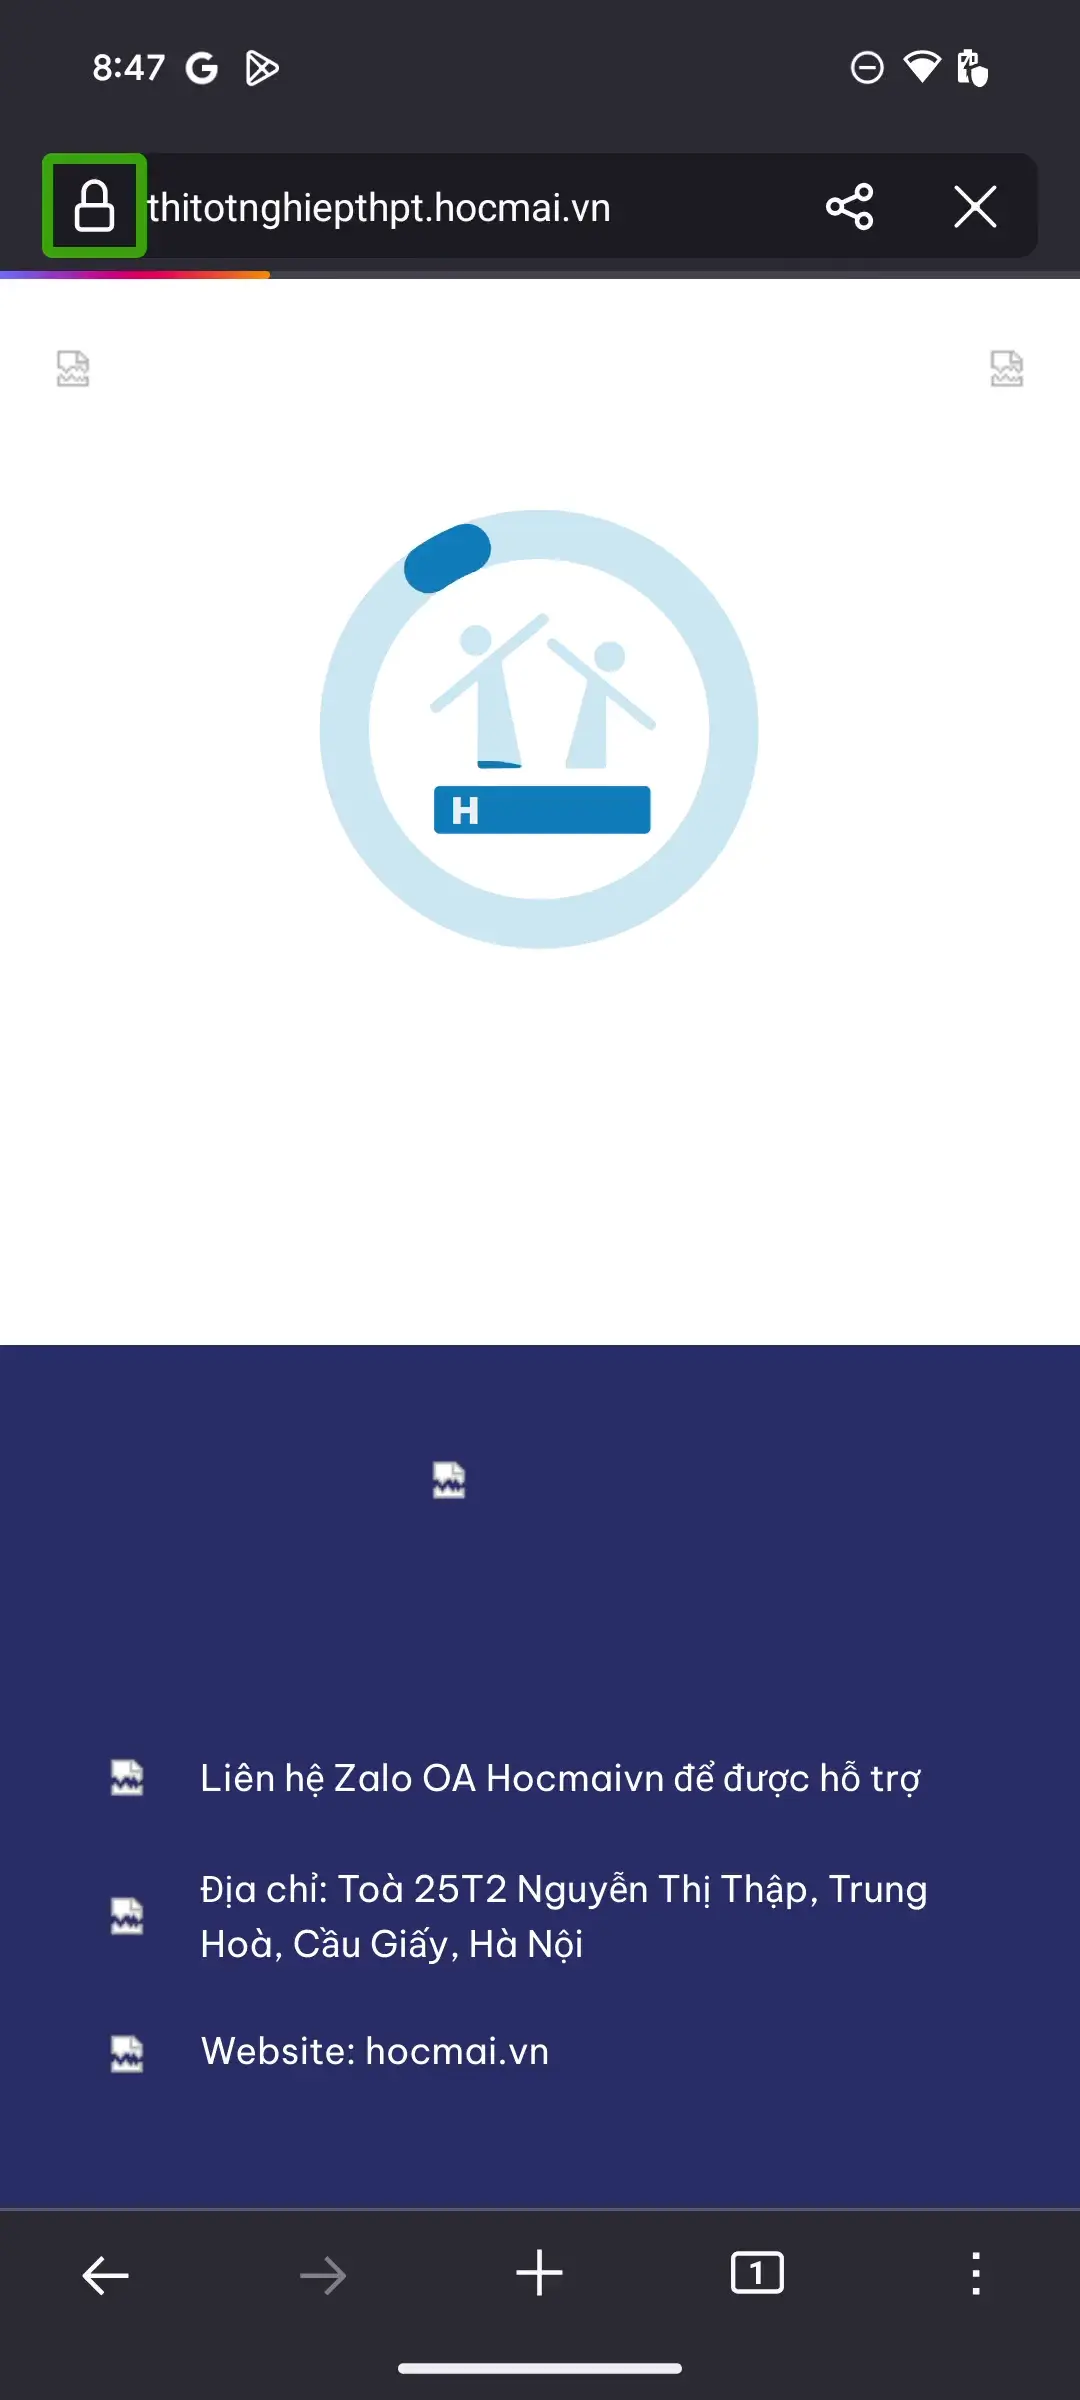 8:47
thitotnghiepthpt.hocmai.vn
H
Liên hệ Zalo OA Hocmaivn để được hỗ trợ
Địa chỉ: Toà 25T2 Nguyễn Thị Thập, Trung
Hoà, Cầu Giấy, Hà Nội
Website: hocmai.vn
1